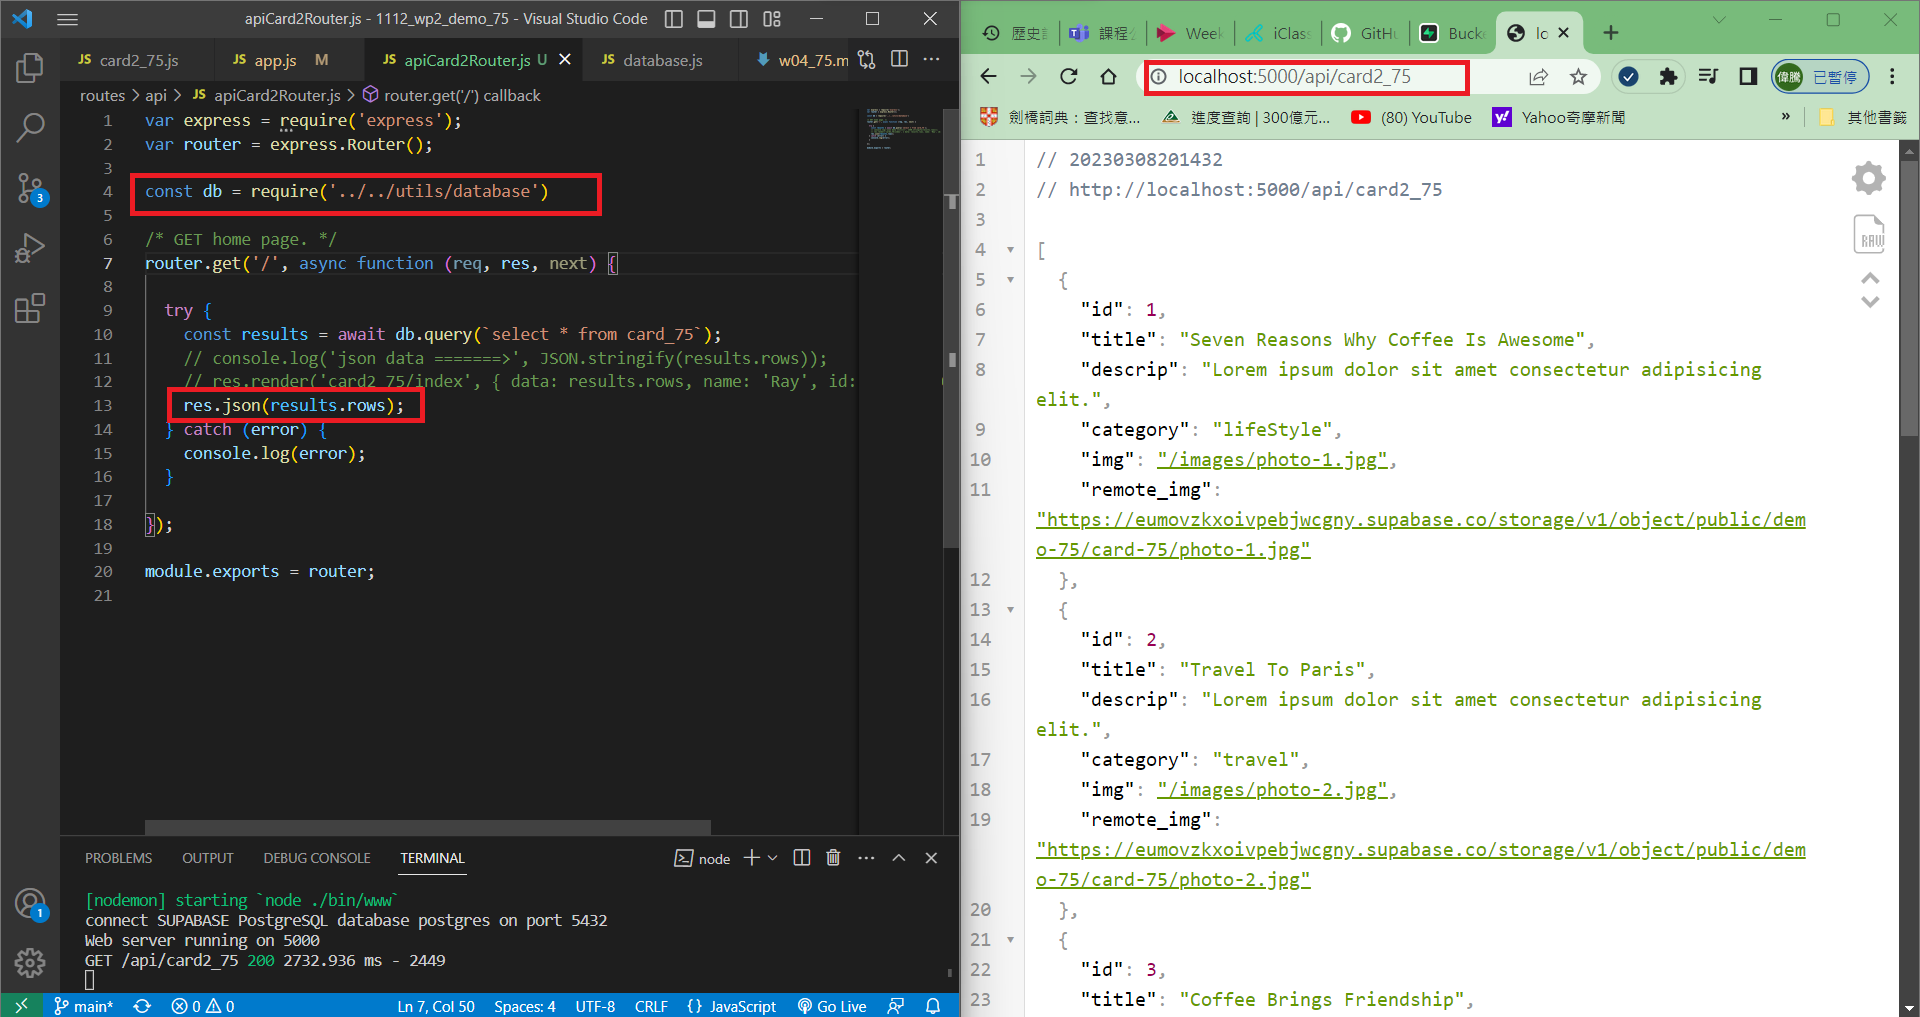 apiCard2Router.js - 1112_wp2_demo_75 - Visual Studio Code
JS card2_75.js
JS app.js M
JS apiCard2Router.js U
JS database.js
w04_75.m
routes > api > JS apiCard2Router.js > router.get('/') callback
1 var express = require('express');
2 var router = express.Router();
3
4 const db = require('../../utils/database')
5
6 /* GET home page. */
7 router.get('/', async function (req, res, next) {
8
9 try {
10 const results = await db.query(`select * from card_75`);
11 // console.log('json data =======>', JSON.stringify(results.rows));
12 // res.render('card2_75/index', { data: results.rows, name: 'Ray', id:
13 res.json(results.rows);
14 } catch (error) {
15 console.log(error);
16 }
17
18 });
19
20 module.exports = router;
21
3
1
PROBLEMS OUTPUT DEBUG CONSOLE TERMINAL
node
[nodemon] starting `node ./bin/www`
connect SUPABASE PostgreSQL database postgres on port 5432
Web server running on 5000
GET /api/card2_75 200 2732.936 ms - 2449
main* 0 0 Ln 7, Col 50 Spaces: 4 UTF-8 CRLF {} JavaScript Go Live
歷史 課程 Week iClas GitH Buck lo
localhost:5000/api/card2_75
偉騰 已暫停
劍橋詞典：查找意... 進度查詢 | 300億元... (80) YouTube Yahoo奇摩新聞 » 其他書籤
1 // 20230308201432
2 // http://localhost:5000/api/card2_75
3
4 [
5 {
6 "id": 1,
7 "title": "Seven Reasons Why Coffee Is Awesome",
8 "descrip": "Lorem ipsum dolor sit amet consectetur adipisicing
elit.",
9 "category": "lifeStyle",
10 "img": "/images/photo-1.jpg",
11 "remote_img":
"https://eumovzkxoivpebjwcgny.supabase.co/storage/v1/object/public/dem
o-75/card-75/photo-1.jpg"
12 },
13 {
14 "id": 2,
15 "title": "Travel To Paris",
16 "descrip": "Lorem ipsum dolor sit amet consectetur adipisicing
elit.",
17 "category": "travel",
18 "img": "/images/photo-2.jpg",
19 "remote_img":
"https://eumovzkxoivpebjwcgny.supabase.co/storage/v1/object/public/dem
o-75/card-75/photo-2.jpg"
20 },
21 {
22 "id": 3,
23 "title": "Coffee Brings Friendship",
RAW